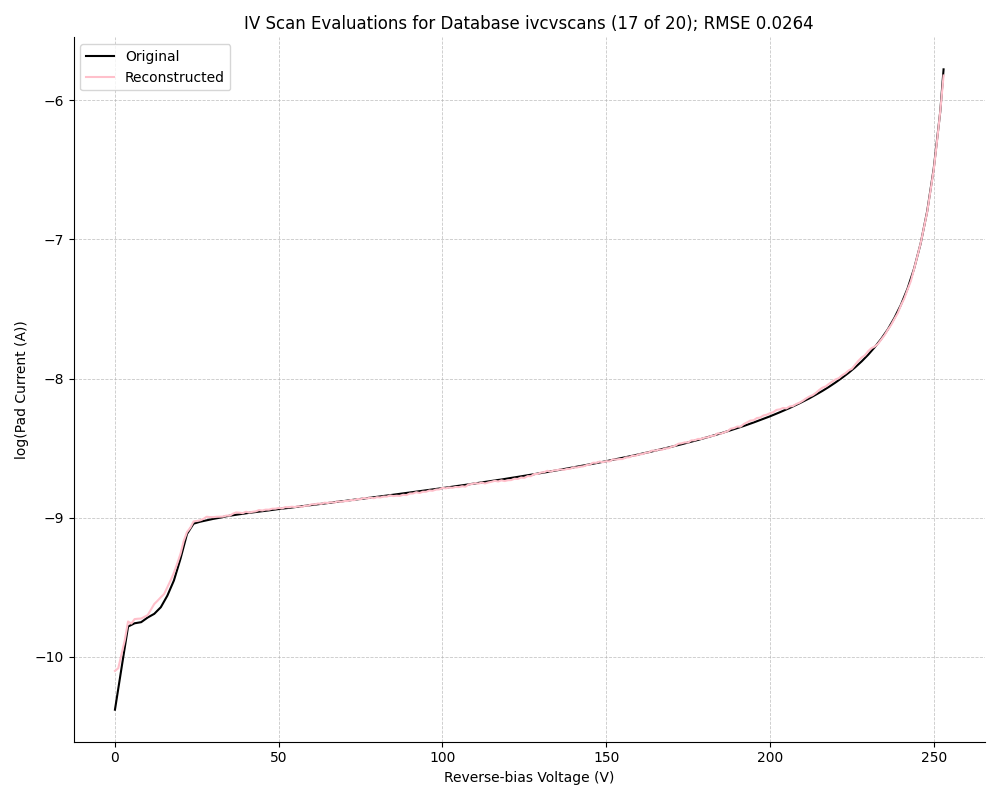 IV Scan Evaluations for Database ivcvscans (17 of 20); RMSE 0.0264
Original
Reconstructed
−6
−7
−8
−9
−10
log(Pad Current (A))
0
50
100
150
200
250
Reverse-bias Voltage (V)